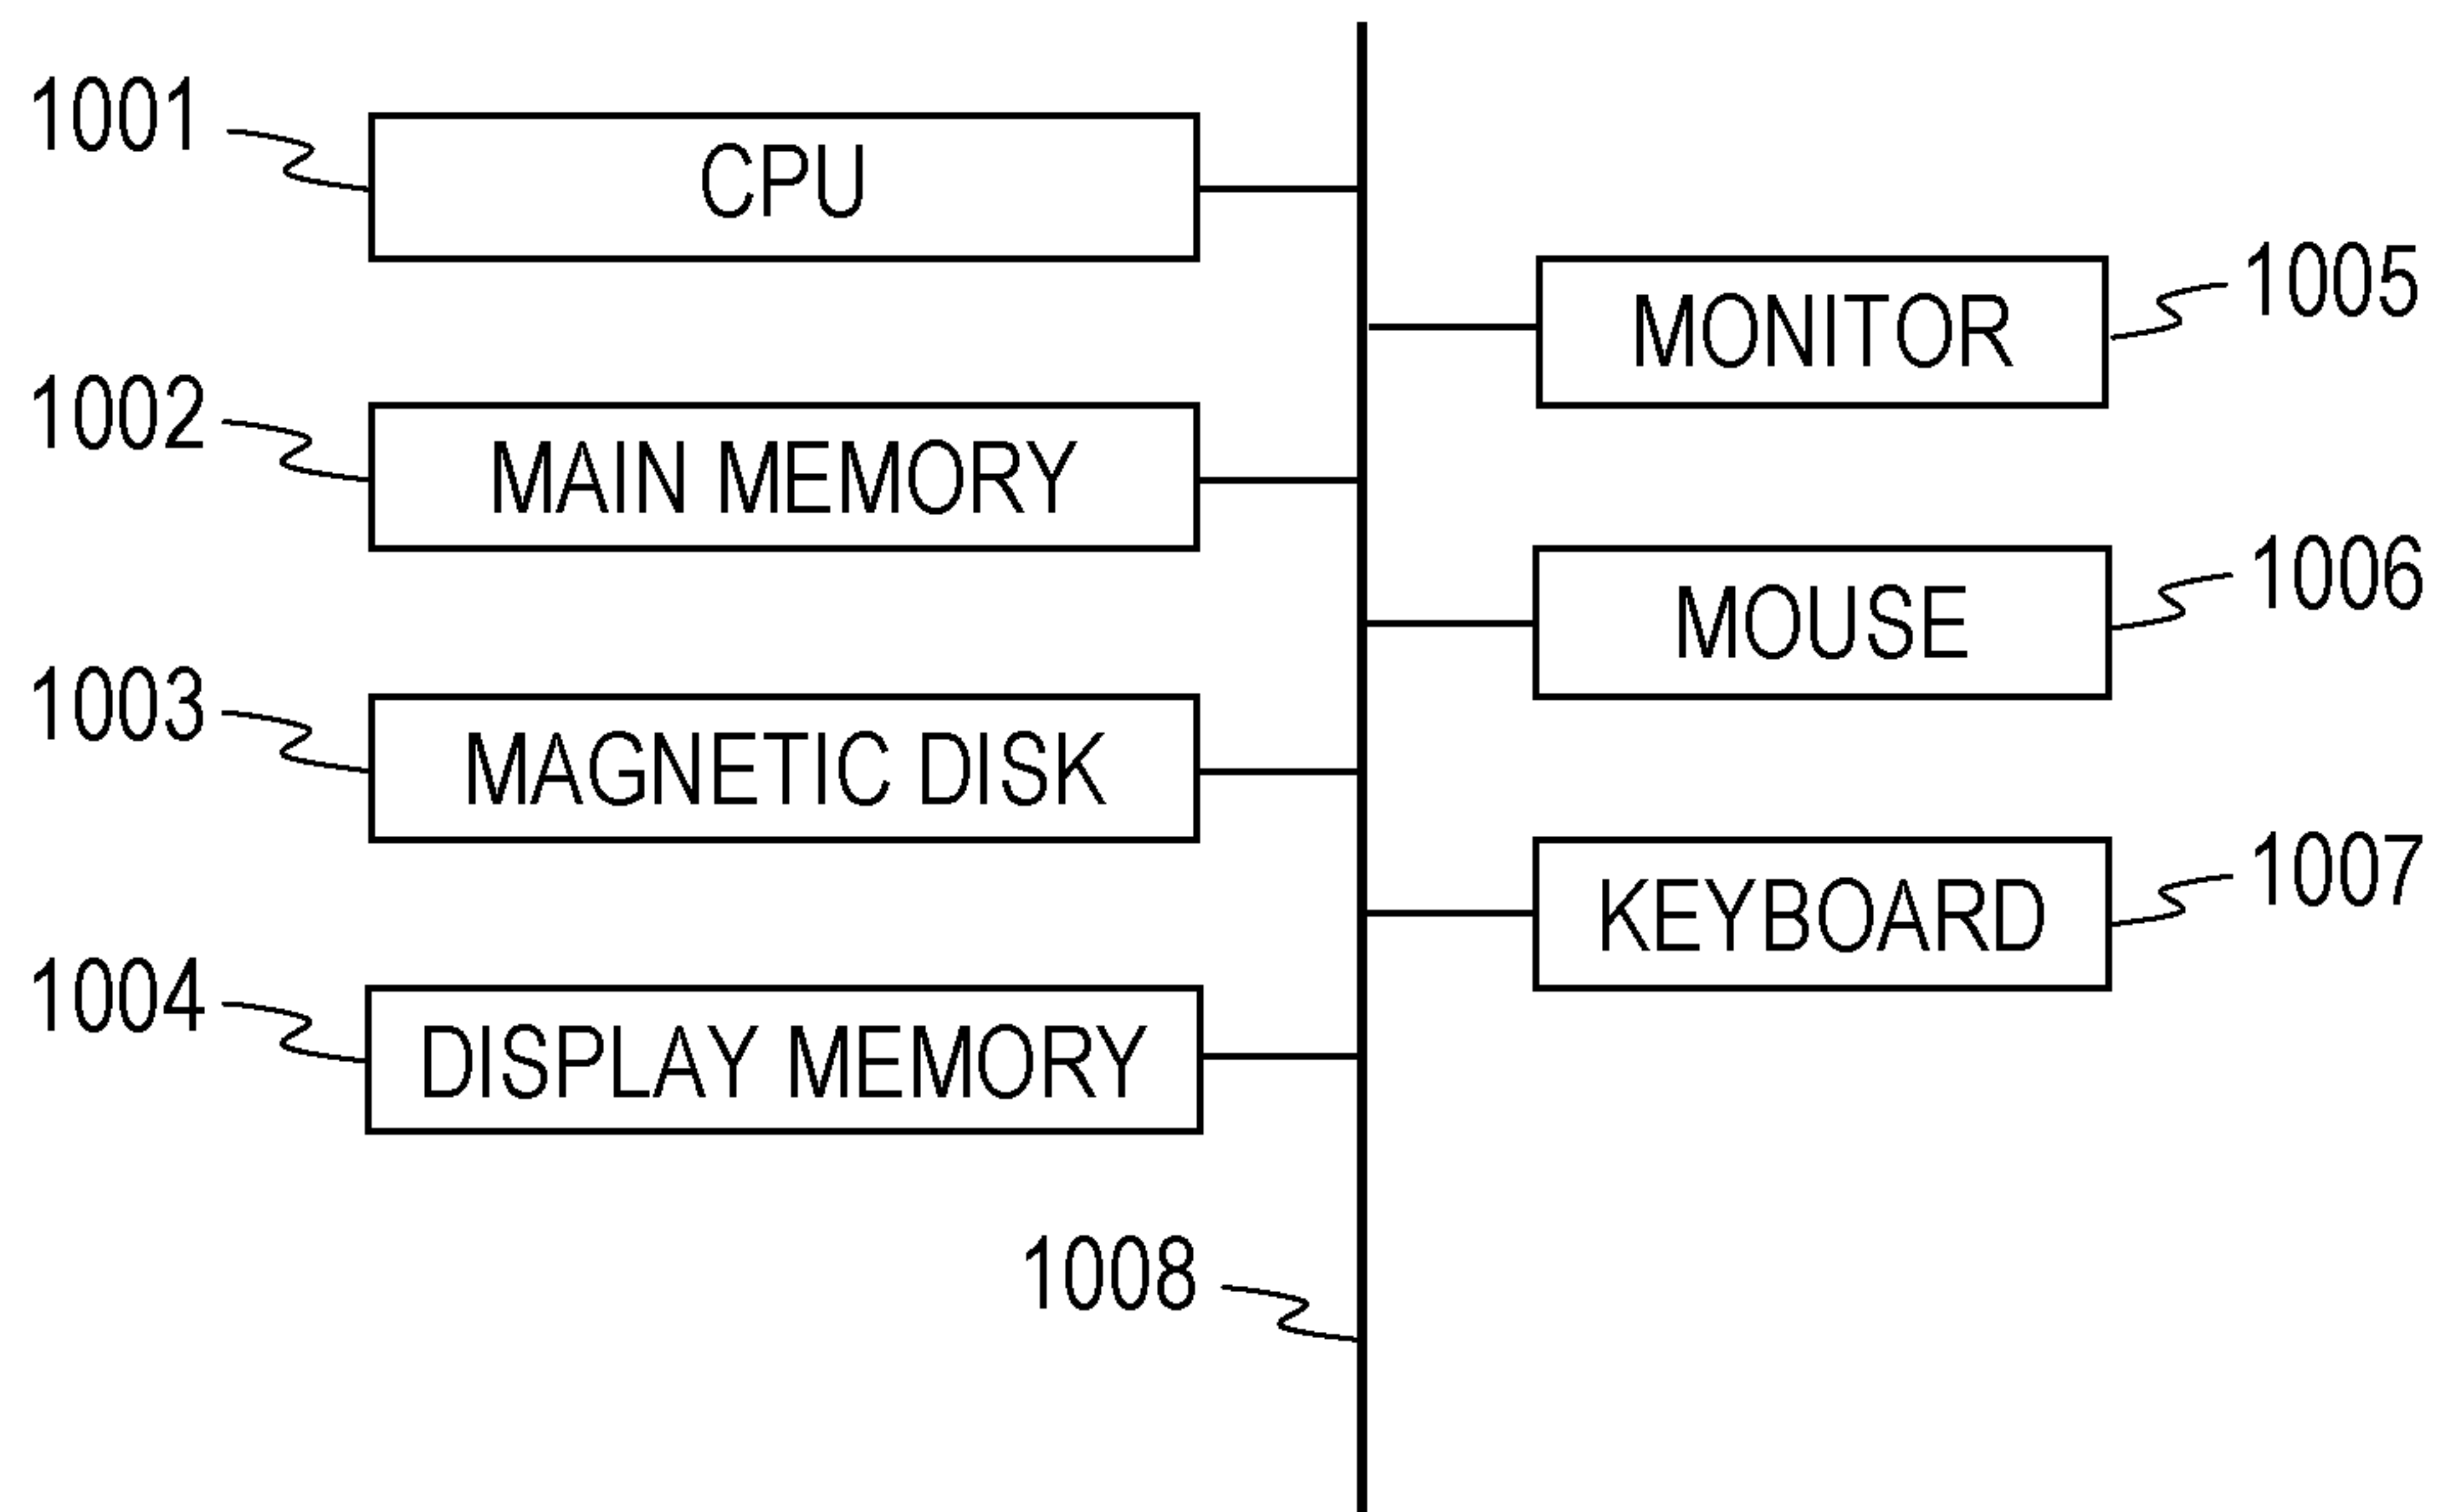 1001
CPU
1005
MONITOR
1002
MAIN MEMORY
1006
MOUSE
1003
MAGNETIC DISK
1007
KEYBOARD
1004
DISPLAY MEMORY
1008